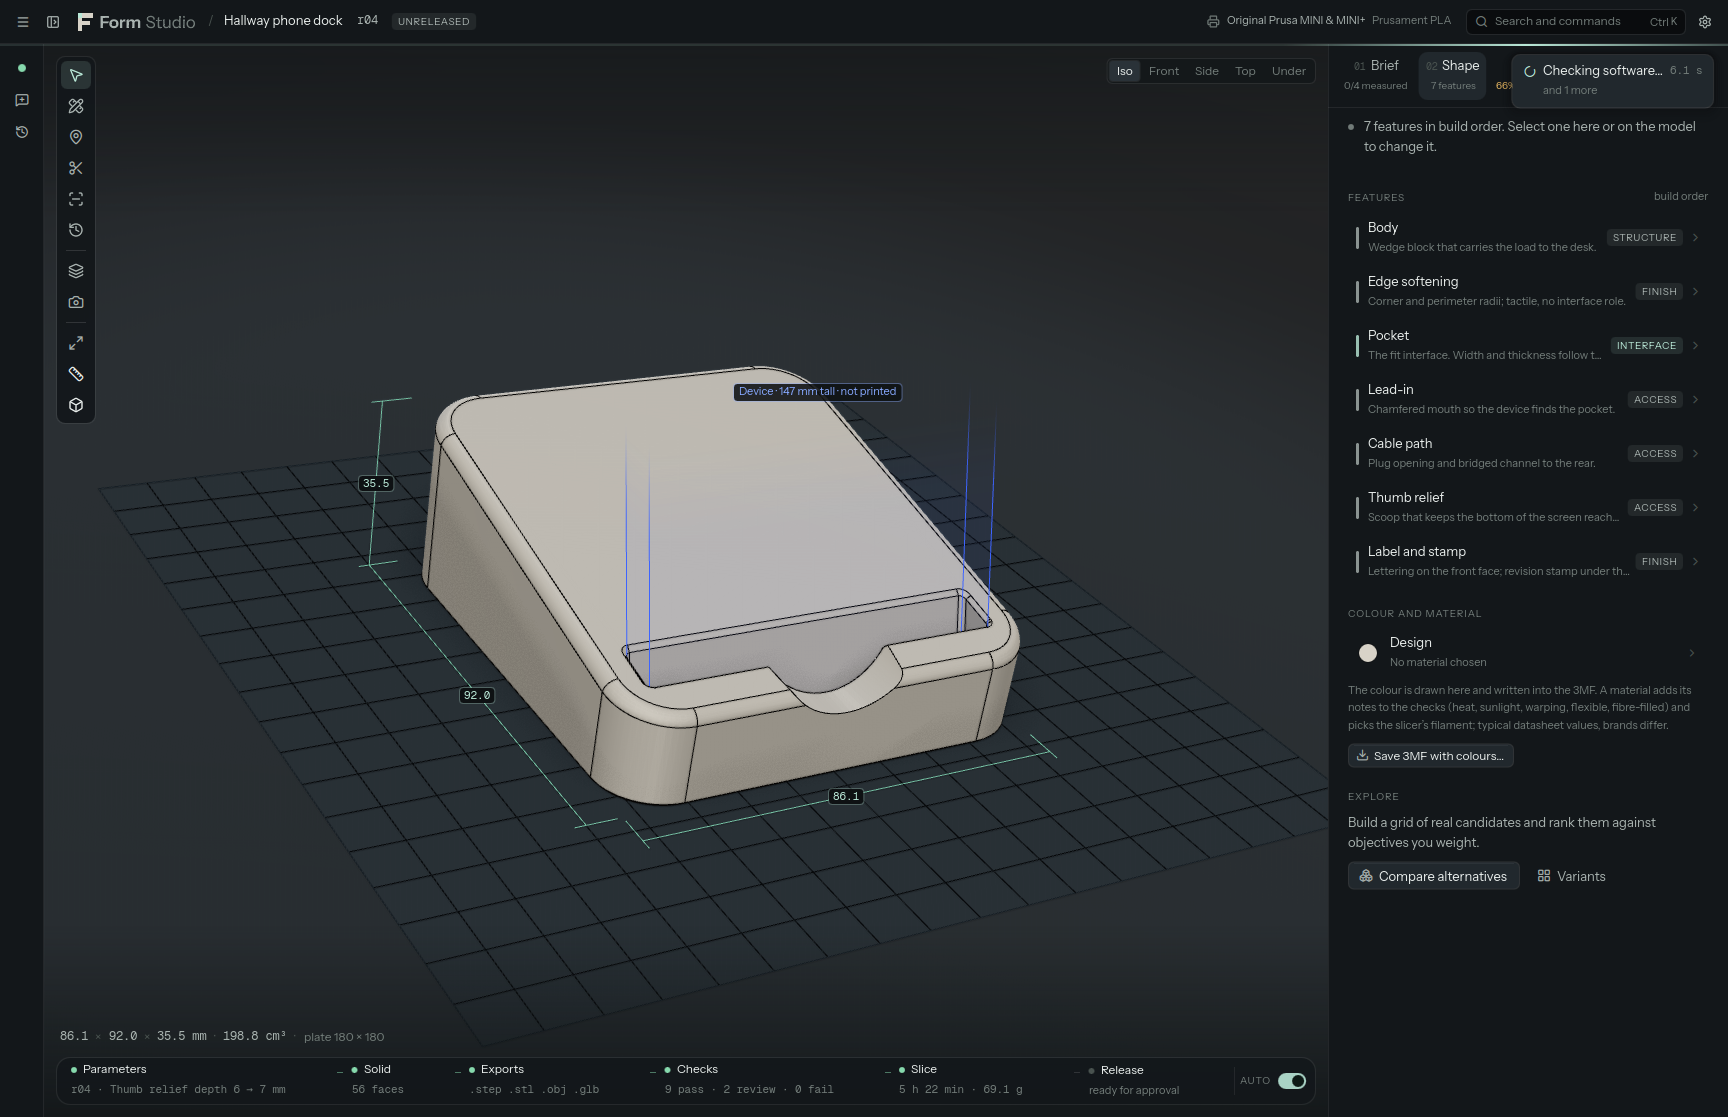 Form Studio / Hallway phone dock r04 UNRELEASED
Original Prusa MINI & MINI+ Prusament PLA
Search and commands Ctrl K
Iso Front Side Top Under
01 Brief
0/4 measured
02 Shape
7 features
66%
Checking software... 6.1 s
and 1 more
7 features in build order. Select one here or on the model
to change it.
FEATURES build order
Body
Wedge block that carries the load to the desk.
STRUCTURE
Edge softening
Corner and perimeter radii; tactile, no interface role.
FINISH
Pocket
The fit interface. Width and thickness follow t...
INTERFACE
Lead-in
Chamfered mouth so the device finds the pocket.
ACCESS
Cable path
Plug opening and bridged channel to the rear.
ACCESS
Thumb relief
Scoop that keeps the bottom of the screen reach...
ACCESS
Label and stamp
Lettering on the front face; revision stamp under th...
FINISH
COLOUR AND MATERIAL
Design
No material chosen
The colour is drawn here and written into the 3MF. A material adds its
notes to the checks (heat, sunlight, warping, flexible, fibre-filled) and
picks the slicer's filament; typical datasheet values, brands differ.
Save 3MF with colours...
EXPLORE
Build a grid of real candidates and rank them against
objectives you weight.
Compare alternatives
Variants
Device · 147 mm tall · not printed
35.5
92.0
86.1
86.1 × 92.0 × 35.5 mm · 198.8 cm³ · plate 180 × 180
Parameters
r04 · Thumb relief depth 6 → 7 mm
Solid
56 faces
Exports
.step .stl .obj .glb
Checks
9 pass · 2 review · 0 fail
Slice
5 h 22 min · 69.1 g
Release
ready for approval
AUTO